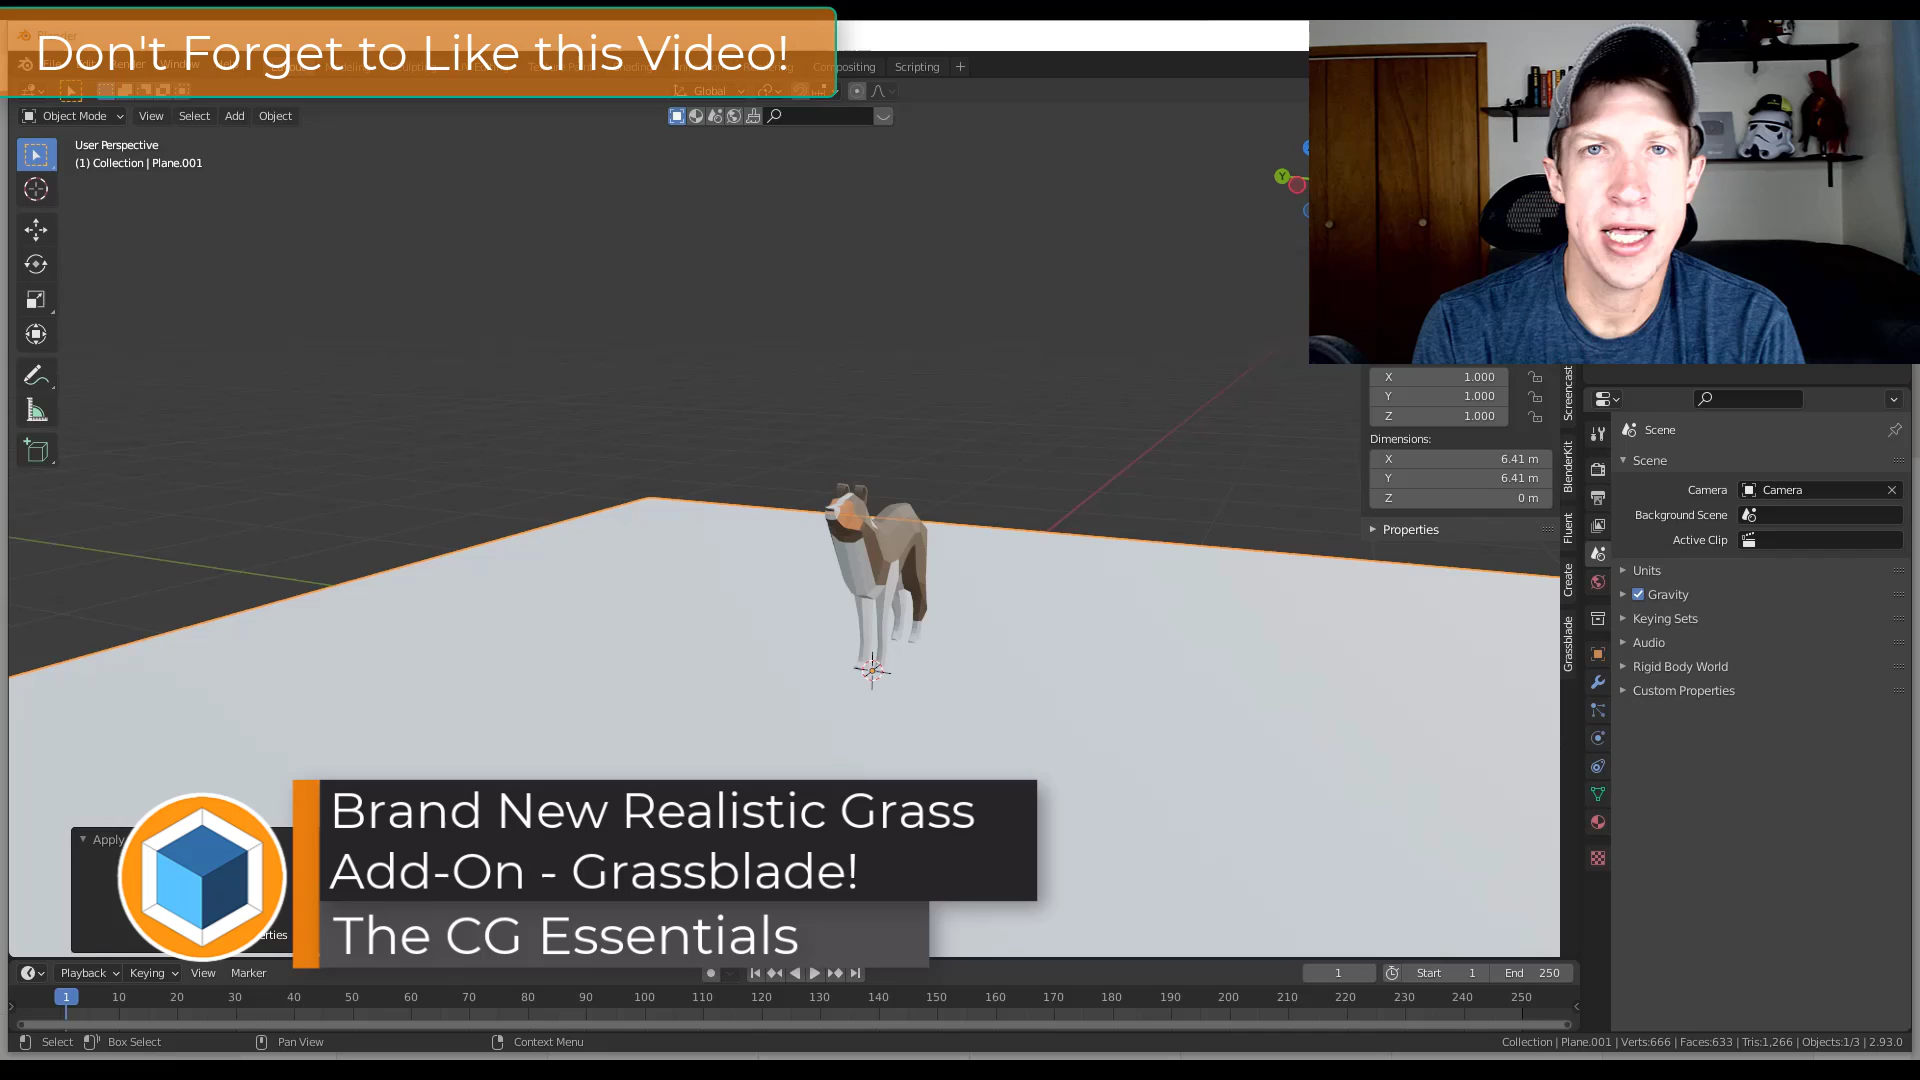 Don't Forget to Like this Video!
Compositing
Scripting
Global
Object Mode
View
Select
Add
Object
User Perspective
(1) Collection | Plane.001
Y
X 1.000
Y 1.000
Z 1.000
Dimensions:
X 6.41 m
Y 6.41 m
Z 0 m
Properties
Screencast
BlenderKit
Fluent
Create
Grassblade
Scene
Scene
Camera
Camera
Background Scene
Active Clip
Units
Gravity
Keying Sets
Audio
Rigid Body World
Custom Properties
Apply
Brand New Realistic Grass
Add-On - Grassblade!
The CG Essentials
Playback
Keying
View
Marker
1
Start 1
End 250
1 10 20 30 40 50 60 70 80 90 100 110 120 130 140 150 160 170 180 190 200 210 220 230 240 250
Select
Box Select
Pan View
Context Menu
Collection | Plane.001 | Verts:666 | Faces:633 | Tris:1,266 | Objects:1/3 | 2.93.0